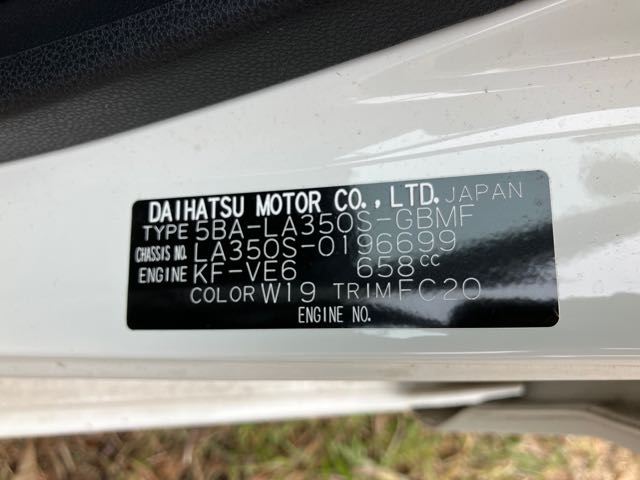 DAIHATSU MOTOR CO.,LTD. JAPAN
TYPE 5BA-LA350S-GBMF
CHASSIS NO. LA350S-0196699
ENGINE KF-VE6 658cc
COLOR W19 TRIM FC20
ENGINE NO.